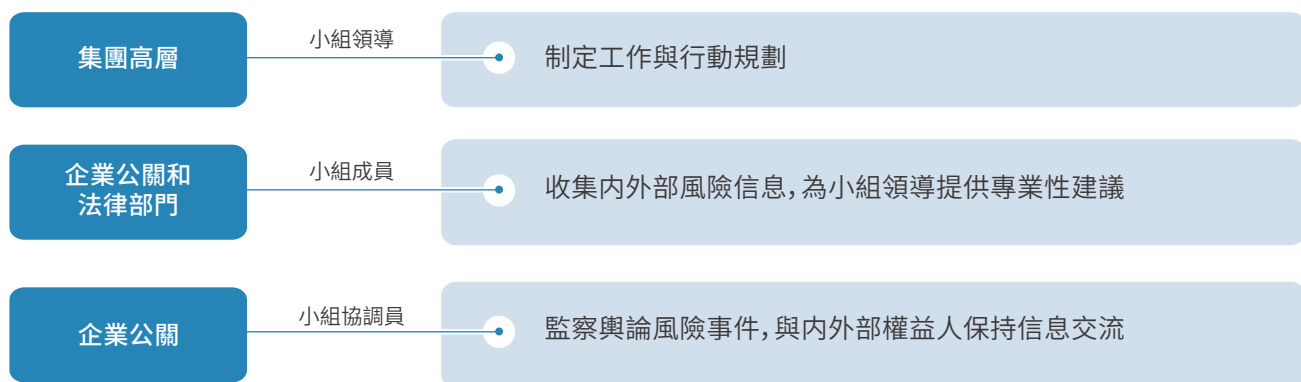 集團高層
小組領導
制定工作與行動規劃
企業公關和
法律部門
小組成員
收集内外部風險信息，為小組領導提供專業性建議
企業公關
小組協調員
監察輿論風險事件，與内外部權益人保持信息交流